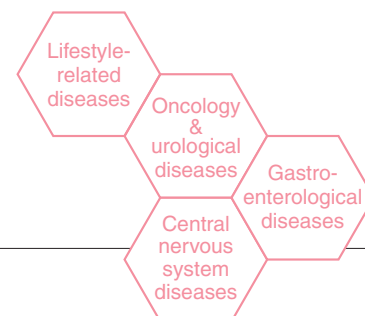 Lifestyle-
related
diseases
Oncology
&
urological
diseases
Gastro-
enterological
diseases
Central
nervous
system
diseases